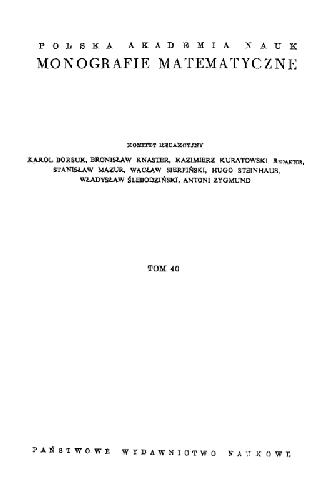 POLSKA AKADEMIA NAUK
MONOGRAFIE MATEMATYCZNE
KOMITET REDAKCYJNY
KAROL BORSUK, BRONISŁAW KNASTER, KAZIMIERZ KURATOWSKI REDAKTOR,
STANISŁAW MAZUR, WACŁAW SIERPIŃSKI, HUGO STEINHAUS,
WŁADYSŁAW ŚLEBODZIŃSKI, ANTONI ZYGMUND
TOM 40
PAŃSTWOWE WYDAWNICTWO NAUKOWE